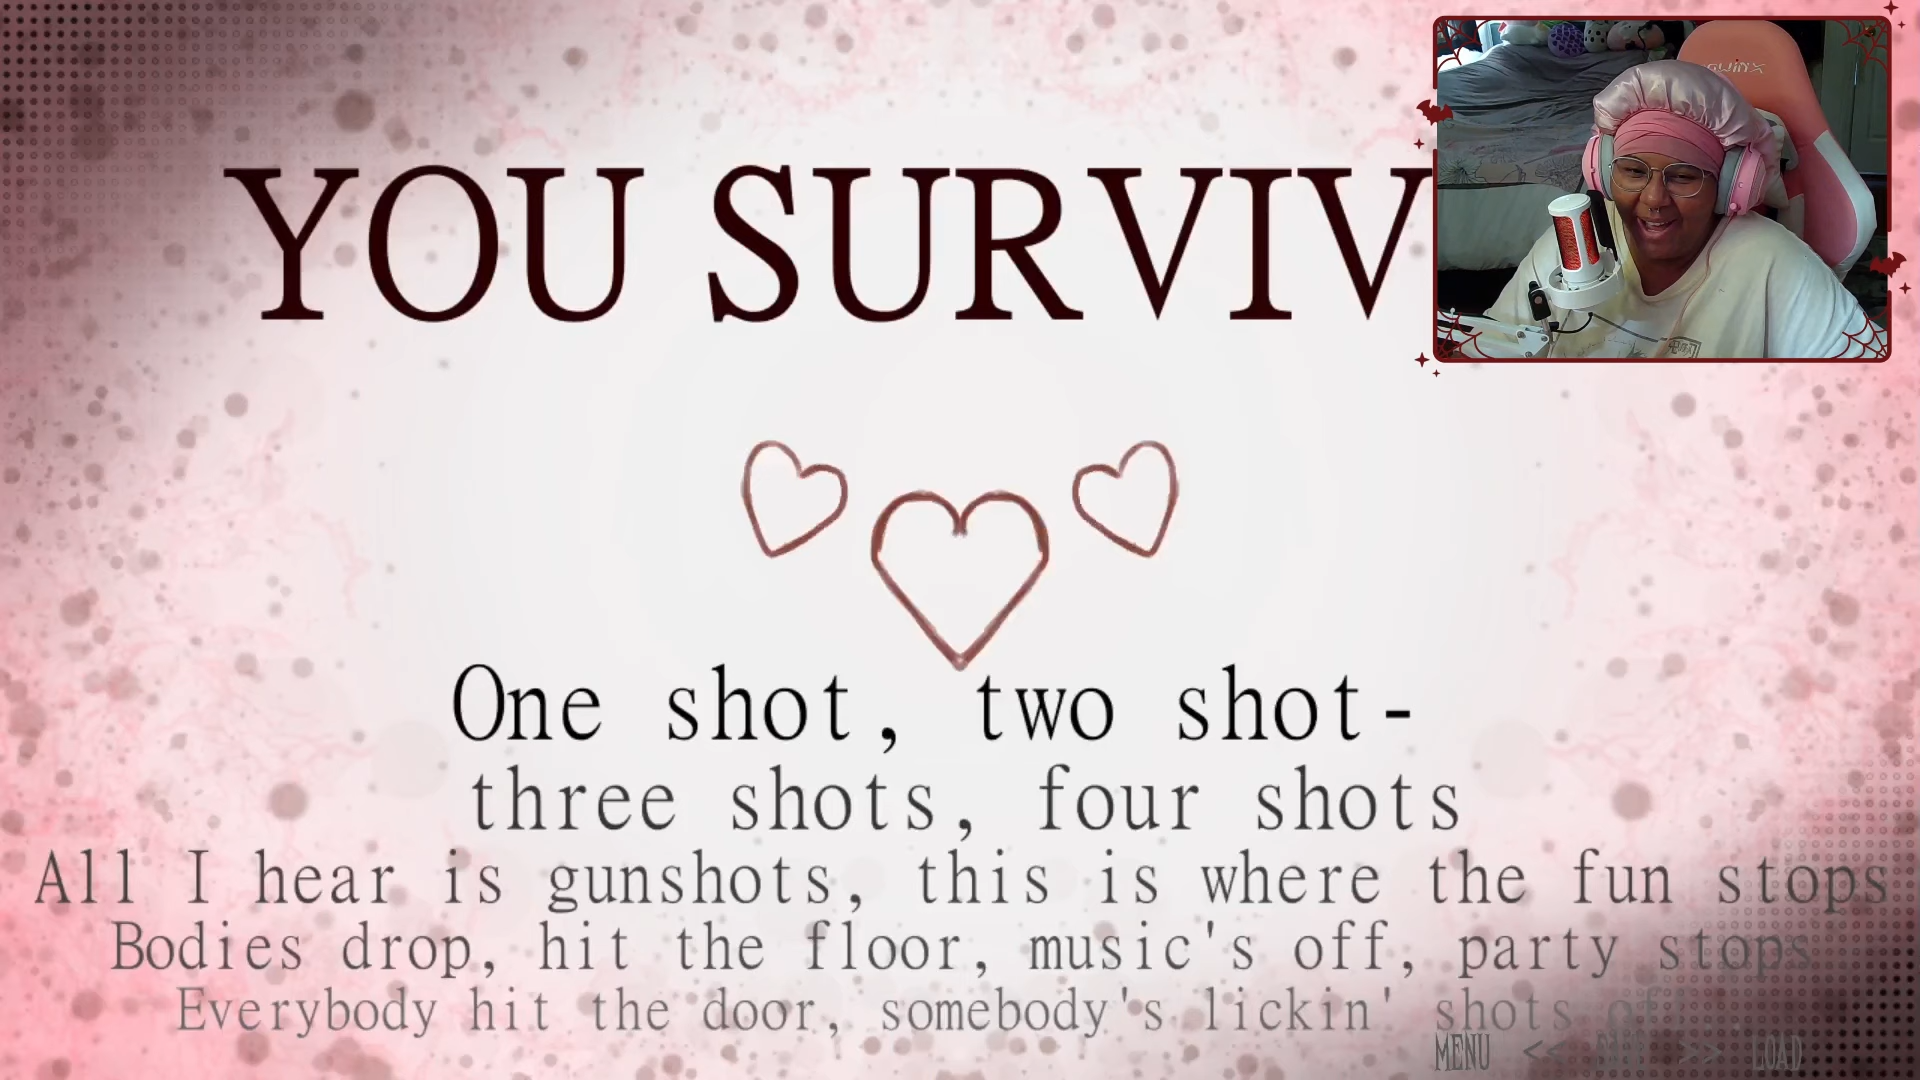 YOU SURVIV
One shot, two shot-
three shots, four shots
All I hear is gunshots, this is where the fun stops
Bodies drop, hit the floor, music's off, party stops
Everybody hit the door, somebody's lickin' shots of
MENU << >> LOAD